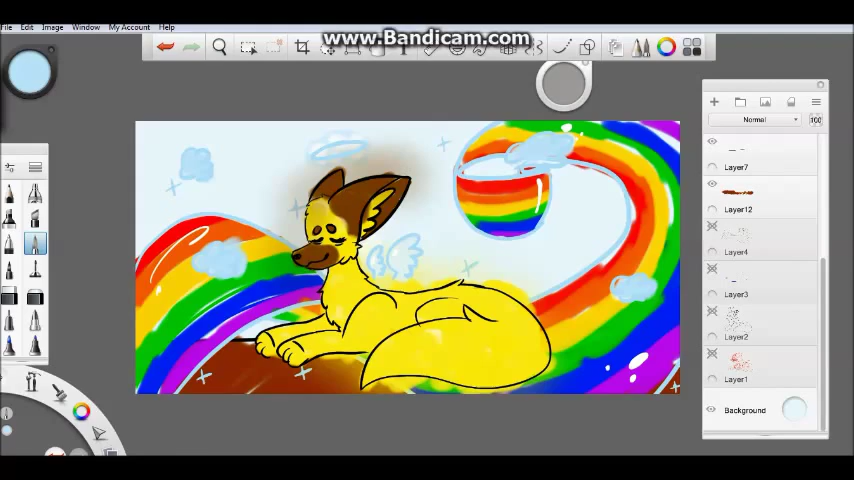 www.Bandicam.com
File Edit Image Window My Account Help
Normal 100
Layer7
Layer12
Layer4
Layer3
Layer2
Layer1
Background